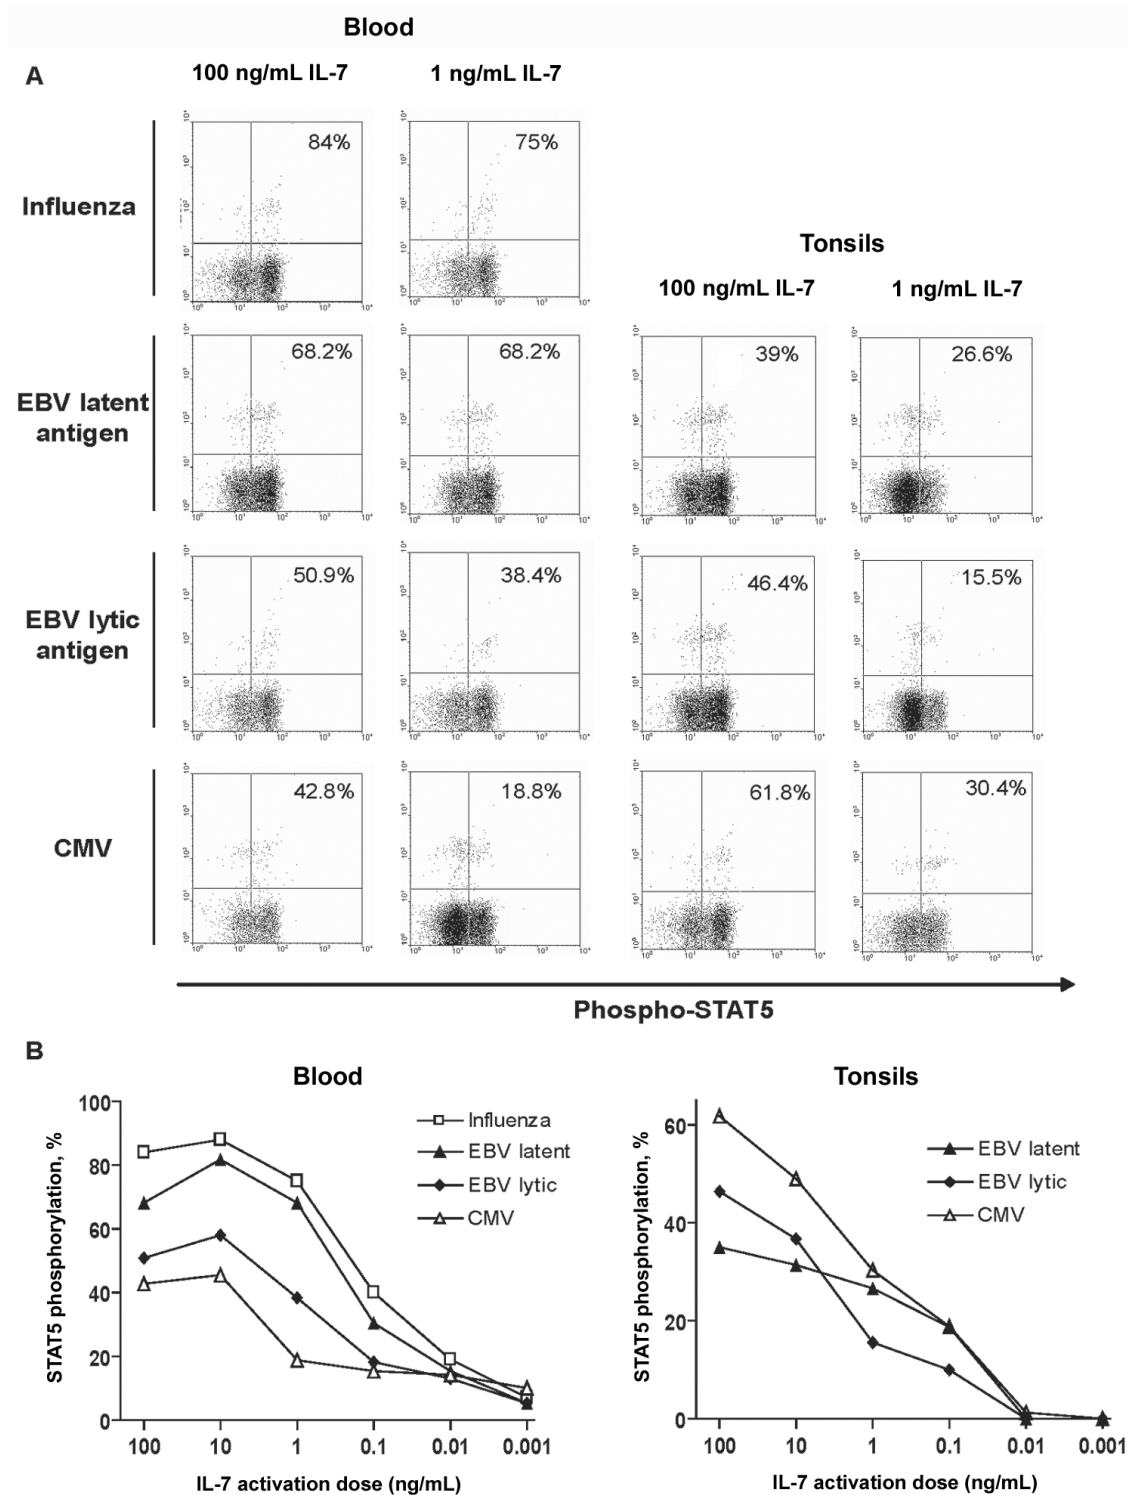 Blood
A
100 ng/mL IL-7
1 ng/mL IL-7
84%
75%
Influenza
Tonsils
100 ng/mL IL-7
1 ng/mL IL-7
68.2%
68.2%
39%
26.6%
EBV latent
antigen
50.9%
38.4%
46.4%
15.5%
EBV lytic
antigen
42.8%
18.8%
61.8%
30.4%
CMV
Phospho-STAT5
B
Blood
STAT5 phosphorylation, %
100
80
60
40
20
0
Influenza
EBV latent
EBV lytic
CMV
100 10 1 0.1 0.01 0.001
IL-7 activation dose (ng/mL)
Tonsils
STAT5 phosphorylation, %
60
40
20
0
EBV latent
EBV lytic
CMV
100 10 1 0.1 0.01 0.001
IL-7 activation dose (ng/mL)